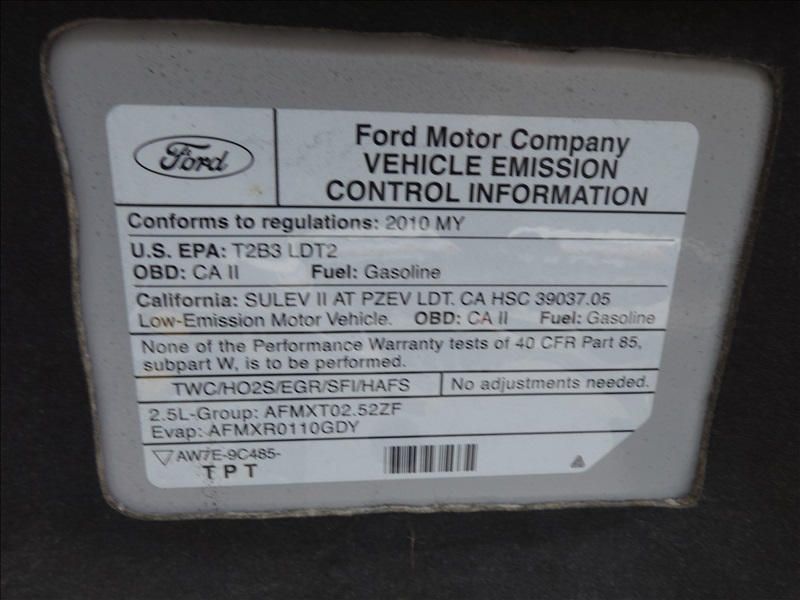 Ford
Ford Motor Company
VEHICLE EMISSION
CONTROL INFORMATION
Conforms to regulations: 2010 MY
U.S. EPA: T2B3 LDT2
OBD: CA II Fuel: Gasoline
California: SULEV II AT PZEV LDT. CA HSC 39037.05
Low-Emission Motor Vehicle. OBD: CA II Fuel: Gasoline
None of the Performance Warranty tests of 40 CFR Part 85,
subpart W, is to be performed.
TWC/HO2S/EGR/SFI/HAFS No adjustments needed.
2.5L-Group: AFMXT02.52ZF
Evap: AFMXR0110GDY
AW7E-9C485-
TPT